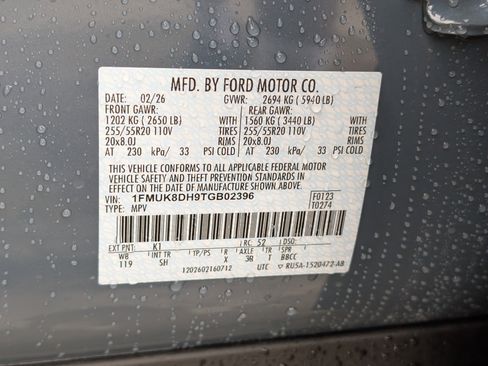 MFD. BY FORD MOTOR CO.
DATE: 02/26 GVWR: 2694 KG ( 5940 LB)
FRONT GAWR: REAR GAWR:
1202 KG ( 2650 LB) WITH 1560 KG ( 3440 LB) WITH
255/55R20 110V TIRES 255/55R20 110V TIRES
20x8.0J RIMS 20x8.0J RIMS
AT 230 kPa/ 33 PSI COLD AT 230 kPa/ 33 PSI COLD
THIS VEHICLE CONFORMS TO ALL APPLICABLE FEDERAL MOTOR
VEHICLE SAFETY AND THEFT PREVENTION STANDARDS IN EFFECT
ON THE DATE OF MANUFACTURE SHOWN ABOVE.
VIN: 1FMUK8DH9TGB02396 F0123
TYPE: MPV T0274
EXT PNT: K1 RC: 52 DSO:
WB INT TR TP/PS R AXLE TR SPR
119 SH X 3B T BBCC
1202602160712 UTC RU5A-1520472-AB